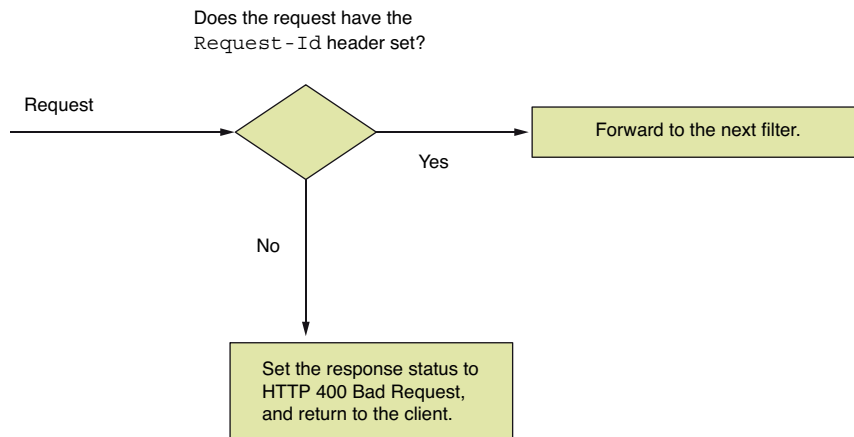 Does the request have the
Request-Id header set?
Request
Forward to the next filter.
Yes
No
Set the response status to
HTTP 400 Bad Request,
and return to the client.